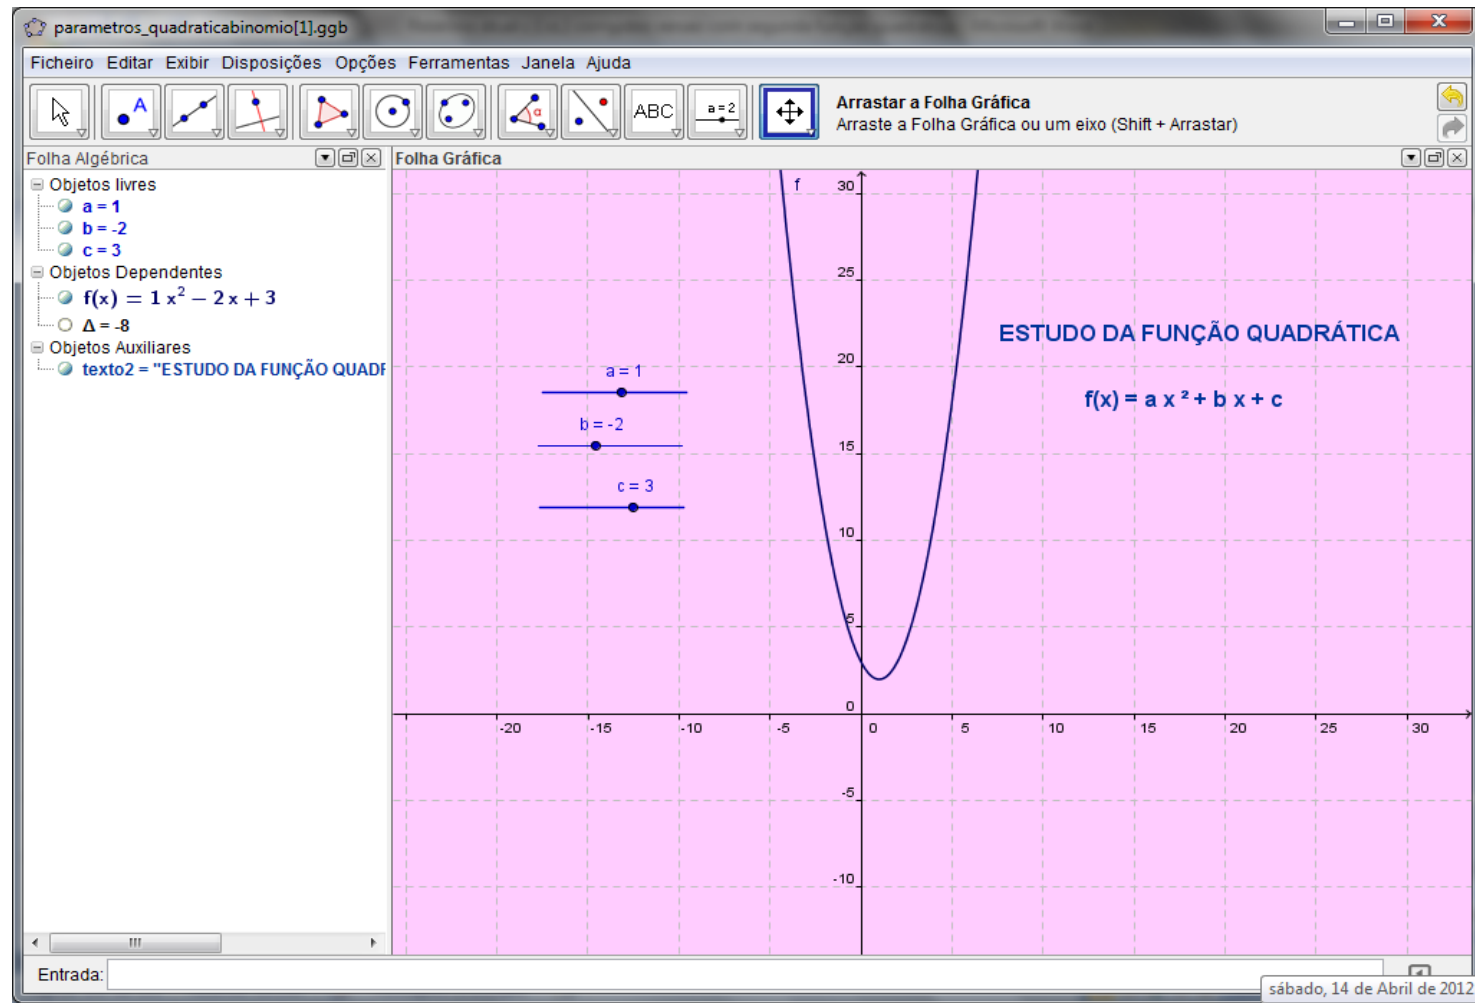 parametros_quadraticabinomio[1].ggb
Ficheiro Editar Exibir Disposições Opções Ferramentas Janela Ajuda
A
α
ABC
a = 2
Arrastar a Folha Gráfica
Arraste a Folha Gráfica ou um eixo (Shift + Arrastar)
Folha Algébrica
Folha Gráfica
Objetos livres
a = 1
b = -2
c = 3
Objetos Dependentes
f(x) = 1 x² − 2 x + 3
Δ = -8
Objetos Auxiliares
texto2 = "ESTUDO DA FUNÇÃO QUADF
f
30
25
20
15
10
5
0
-5
-10
-20 -15 -10 -5 0 5 10 15 20 25 30
a = 1
b = -2
c = 3
ESTUDO DA FUNÇÃO QUADRÁTICA
f(x) = a x ² + b x + c
Entrada:
sábado, 14 de Abril de 2012